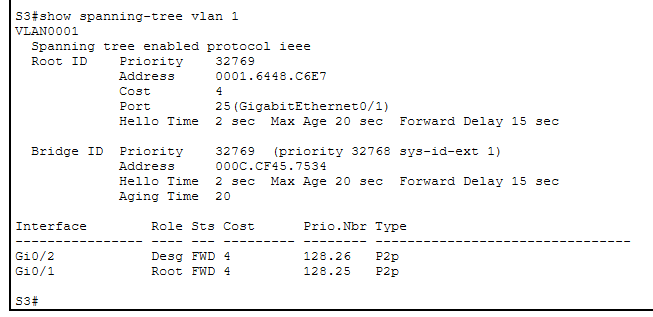 S3#show spanning-tree vlan 1
VLAN0001
  Spanning tree enabled protocol ieee
  Root ID    Priority    32769
             Address     0001.6448.C6E7
             Cost        4
             Port        25(GigabitEthernet0/1)
             Hello Time  2 sec  Max Age 20 sec  Forward Delay 15 sec

  Bridge ID  Priority    32769  (priority 32768 sys-id-ext 1)
             Address     000C.CF45.7534
             Hello Time  2 sec  Max Age 20 sec  Forward Delay 15 sec
             Aging Time  20

Interface        Role Sts Cost      Prio.Nbr Type
---------------- ---- --- --------- -------- --------------------------------
Gi0/2            Desg FWD 4         128.26   P2p
Gi0/1            Root FWD 4         128.25   P2p

S3#